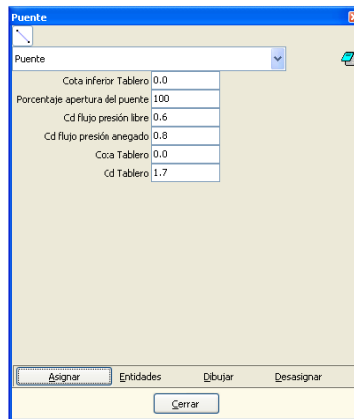 Puente
Puente
Cota inferior Tablero 0.0
Porcentaje apertura del puente 100
Cd flujo presión libre 0.6
Cd flujo presión anegado 0.8
Cota Tablero 0.0
Cd Tablero 1.7
Asignar Entidades Dibujar Desasignar
Cerrar